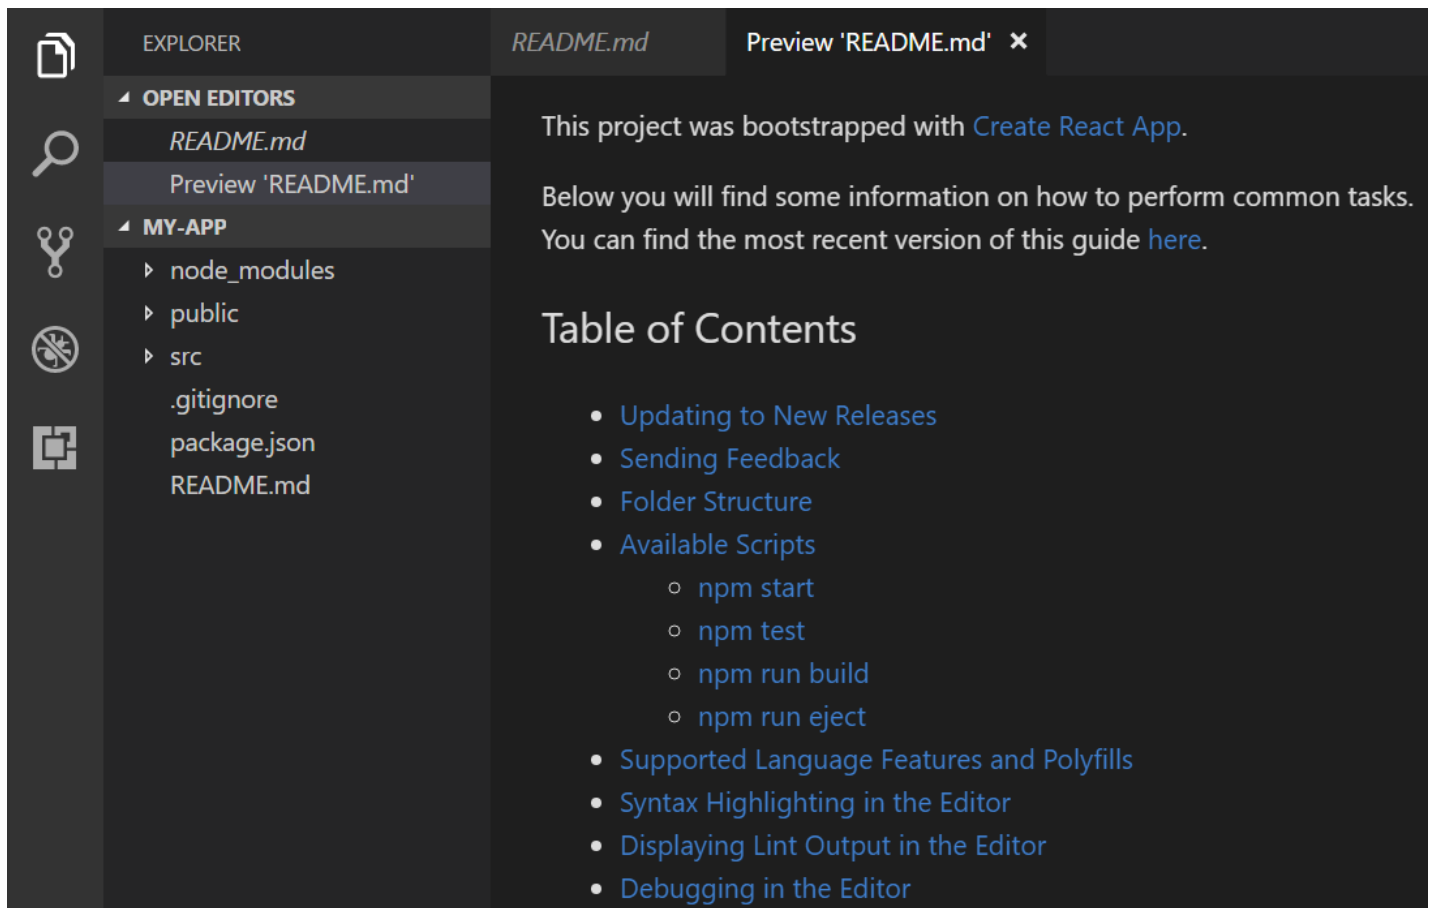 EXPLORER
OPEN EDITORS
README.md
Preview 'README.md'
MY-APP
node_modules
public
src
.gitignore
package.json
README.md
README.md
Preview 'README.md'
This project was bootstrapped with Create React App.
Below you will find some information on how to perform common tasks.
You can find the most recent version of this guide here.
Table of Contents
Updating to New Releases
Sending Feedback
Folder Structure
Available Scripts
npm start
npm test
npm run build
npm run eject
Supported Language Features and Polyfills
Syntax Highlighting in the Editor
Displaying Lint Output in the Editor
Debugging in the Editor